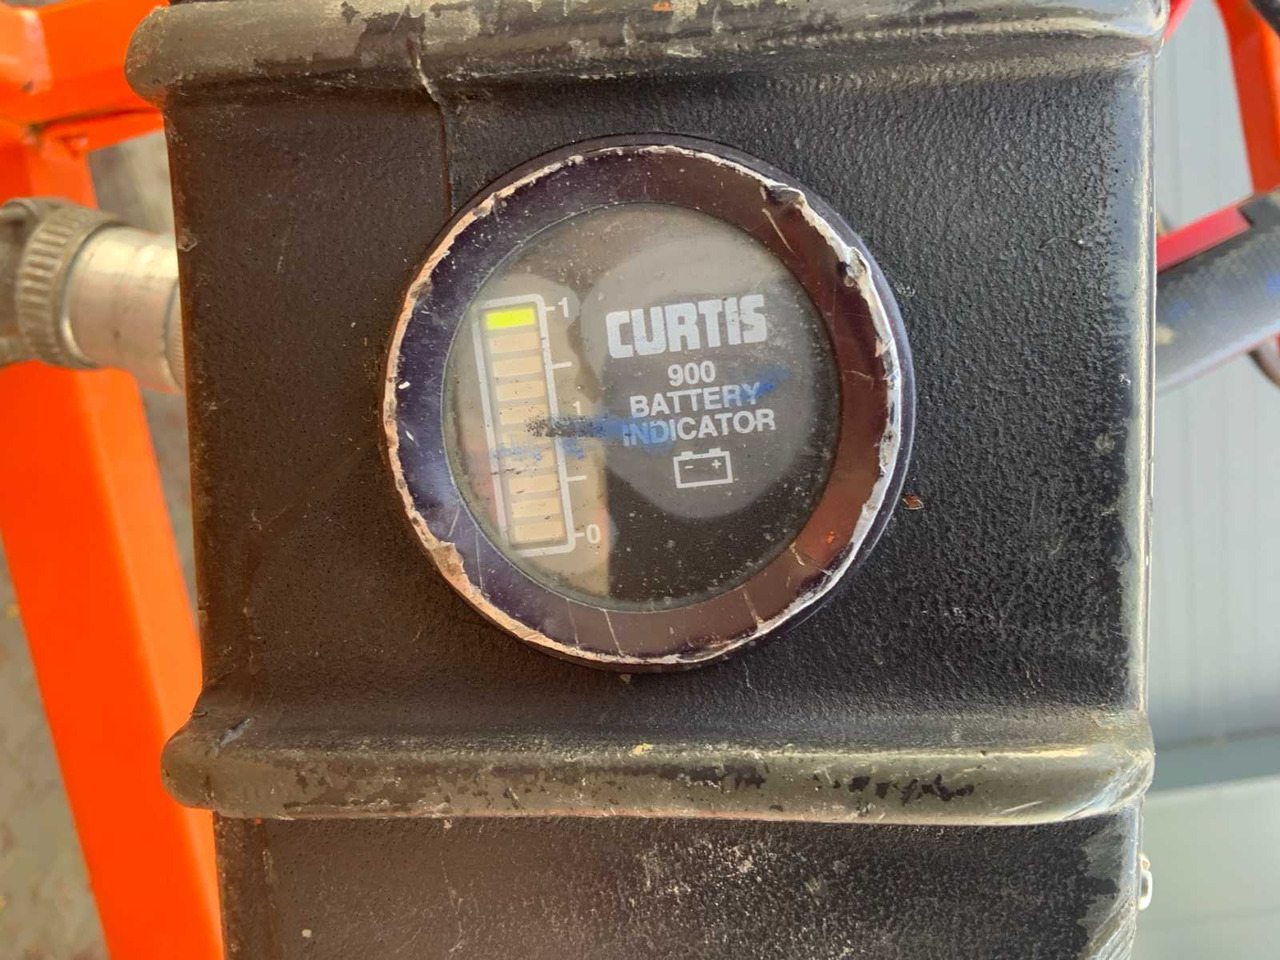 1
CURTIS
900
BATTERY
INDICATOR
- +
1
0